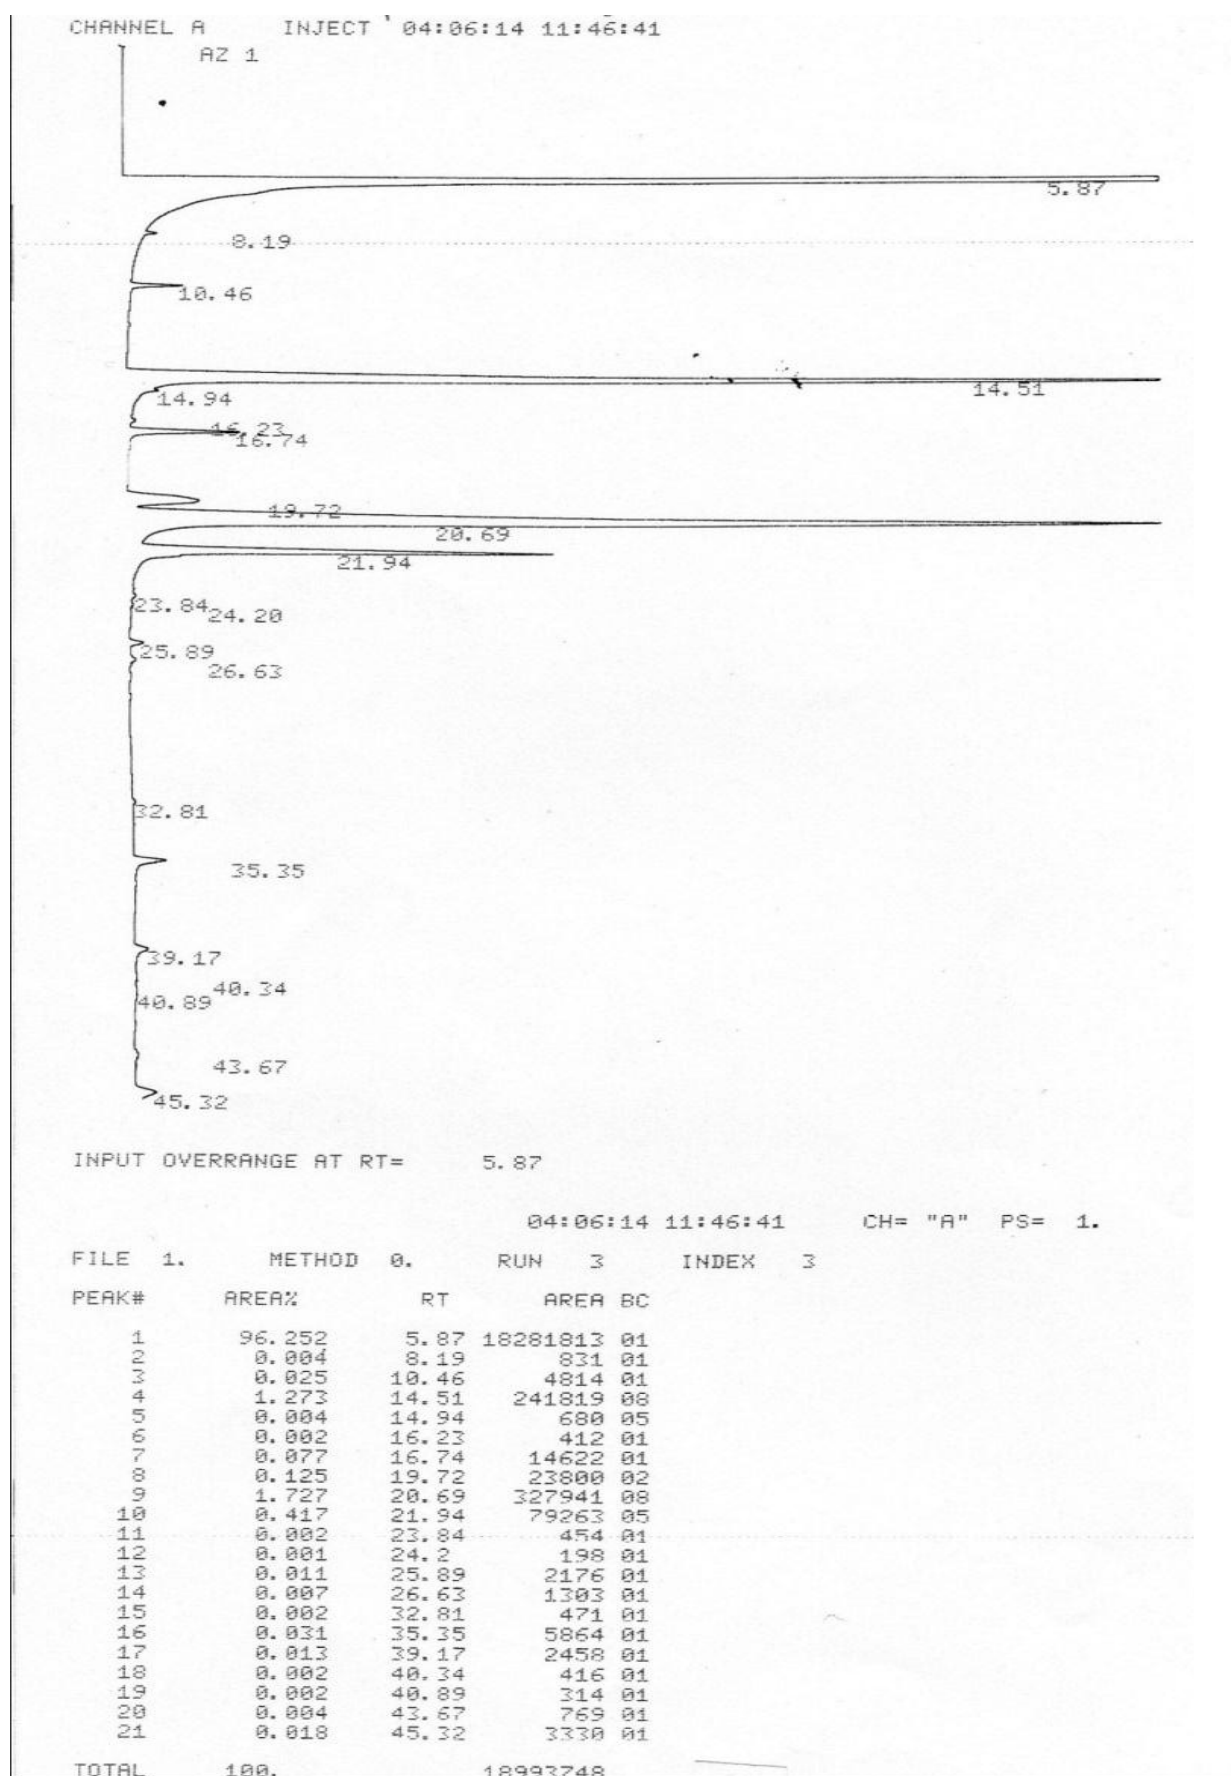 CHANNEL A INJECT 04:06:14 11:46:41
AZ 1
5.87
8.19
10.46
14.51
14.94
16.23
16.74
19.72
20.69
21.94
23.84
24.20
25.89
26.63
32.81
35.35
39.17
40.34
40.89
43.67
45.32
INPUT OVERRANGE AT RT= 5.87
04:06:14 11:46:41 CH= "A" PS= 1.
FILE 1. METHOD 0. RUN 3 INDEX 3
PEAK# AREA% RT AREA BC
1 96.252 5.87 18281813 01
2 0.004 8.19 831 01
3 0.025 10.46 4814 01
4 1.273 14.51 241819 08
5 0.004 14.94 680 05
6 0.002 16.23 412 01
7 0.077 16.74 14622 01
8 0.125 19.72 23800 02
9 1.727 20.69 327941 08
10 0.417 21.94 79263 05
11 0.002 23.84 454 01
12 0.001 24.2 198 01
13 0.011 25.89 2176 01
14 0.007 26.63 1303 01
15 0.002 32.81 471 01
16 0.031 35.35 5864 01
17 0.013 39.17 2458 01
18 0.002 40.34 416 01
19 0.002 40.89 314 01
20 0.004 43.67 769 01
21 0.018 45.32 3330 01
TOTAL 100. 18993748